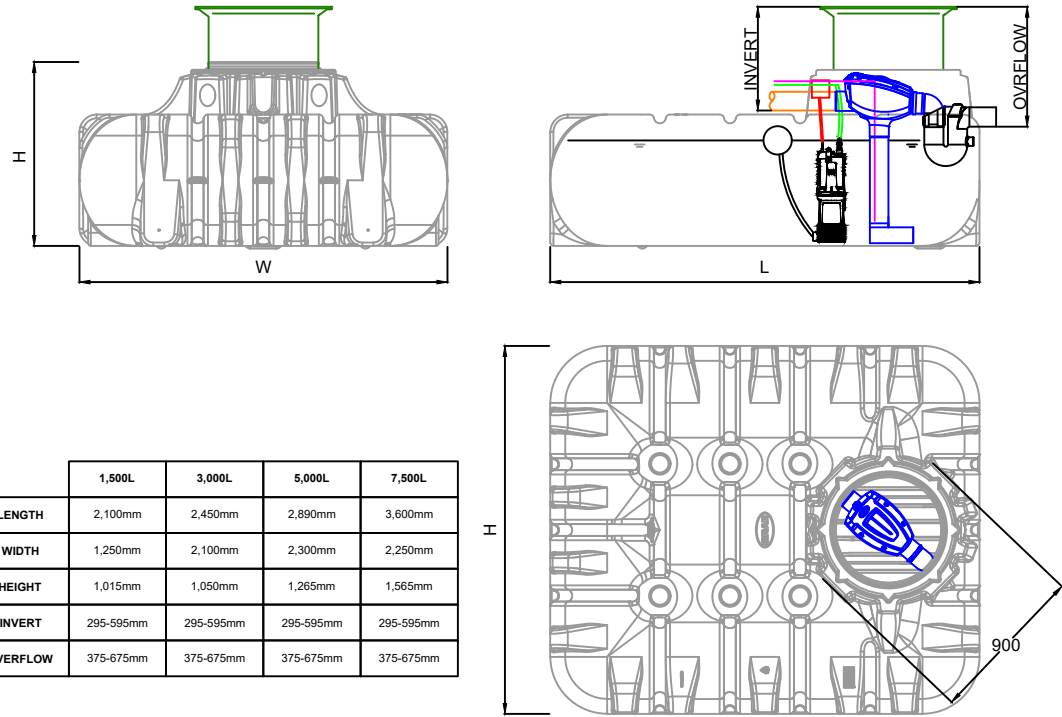 INVERT
OVRFLOW
H
W
L
H
900
1,500L 3,000L 5,000L 7,500L
LENGTH 2,100mm 2,450mm 2,890mm 3,600mm
WIDTH 1,250mm 2,100mm 2,300mm 2,250mm
HEIGHT 1,015mm 1,050mm 1,265mm 1,565mm
INVERT 295-595mm 295-595mm 295-595mm 295-595mm
VERFLOW 375-675mm 375-675mm 375-675mm 375-675mm